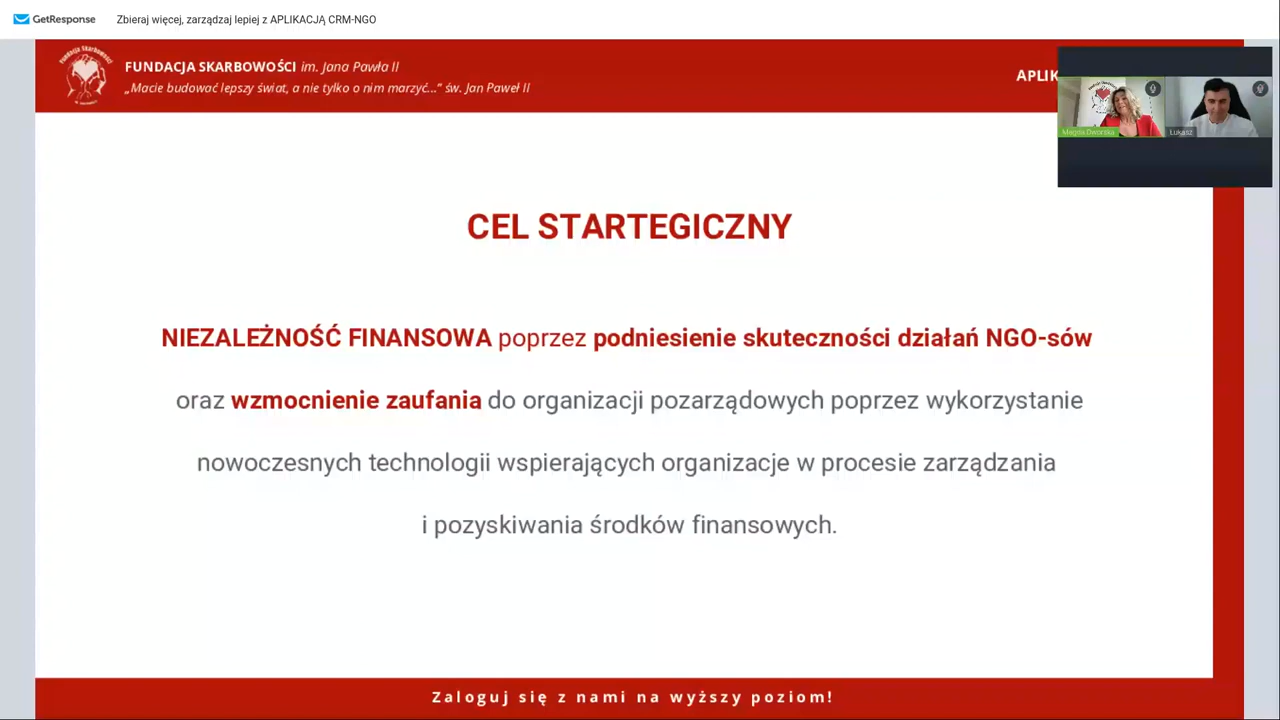 GetResponse Zbieraj więcej, zarządzaj lepiej z APLIKACJĄ CRM-NGO
FUNDACJA SKARBOWOŚCI im. Jana Pawła II
„Macie budować lepszy świat, a nie tylko o nim marzyć..." św. Jan Paweł II
APLIK
Magda Dworska Łukasz
CEL STARTEGICZNY
NIEZALEŻNOŚĆ FINANSOWA poprzez podniesienie skuteczności działań NGO-sów
oraz wzmocnienie zaufania do organizacji pozarządowych poprzez wykorzystanie
nowoczesnych technologii wspierających organizacje w procesie zarządzania
i pozyskiwania środków finansowych.
Zaloguj się z nami na wyższy poziom!